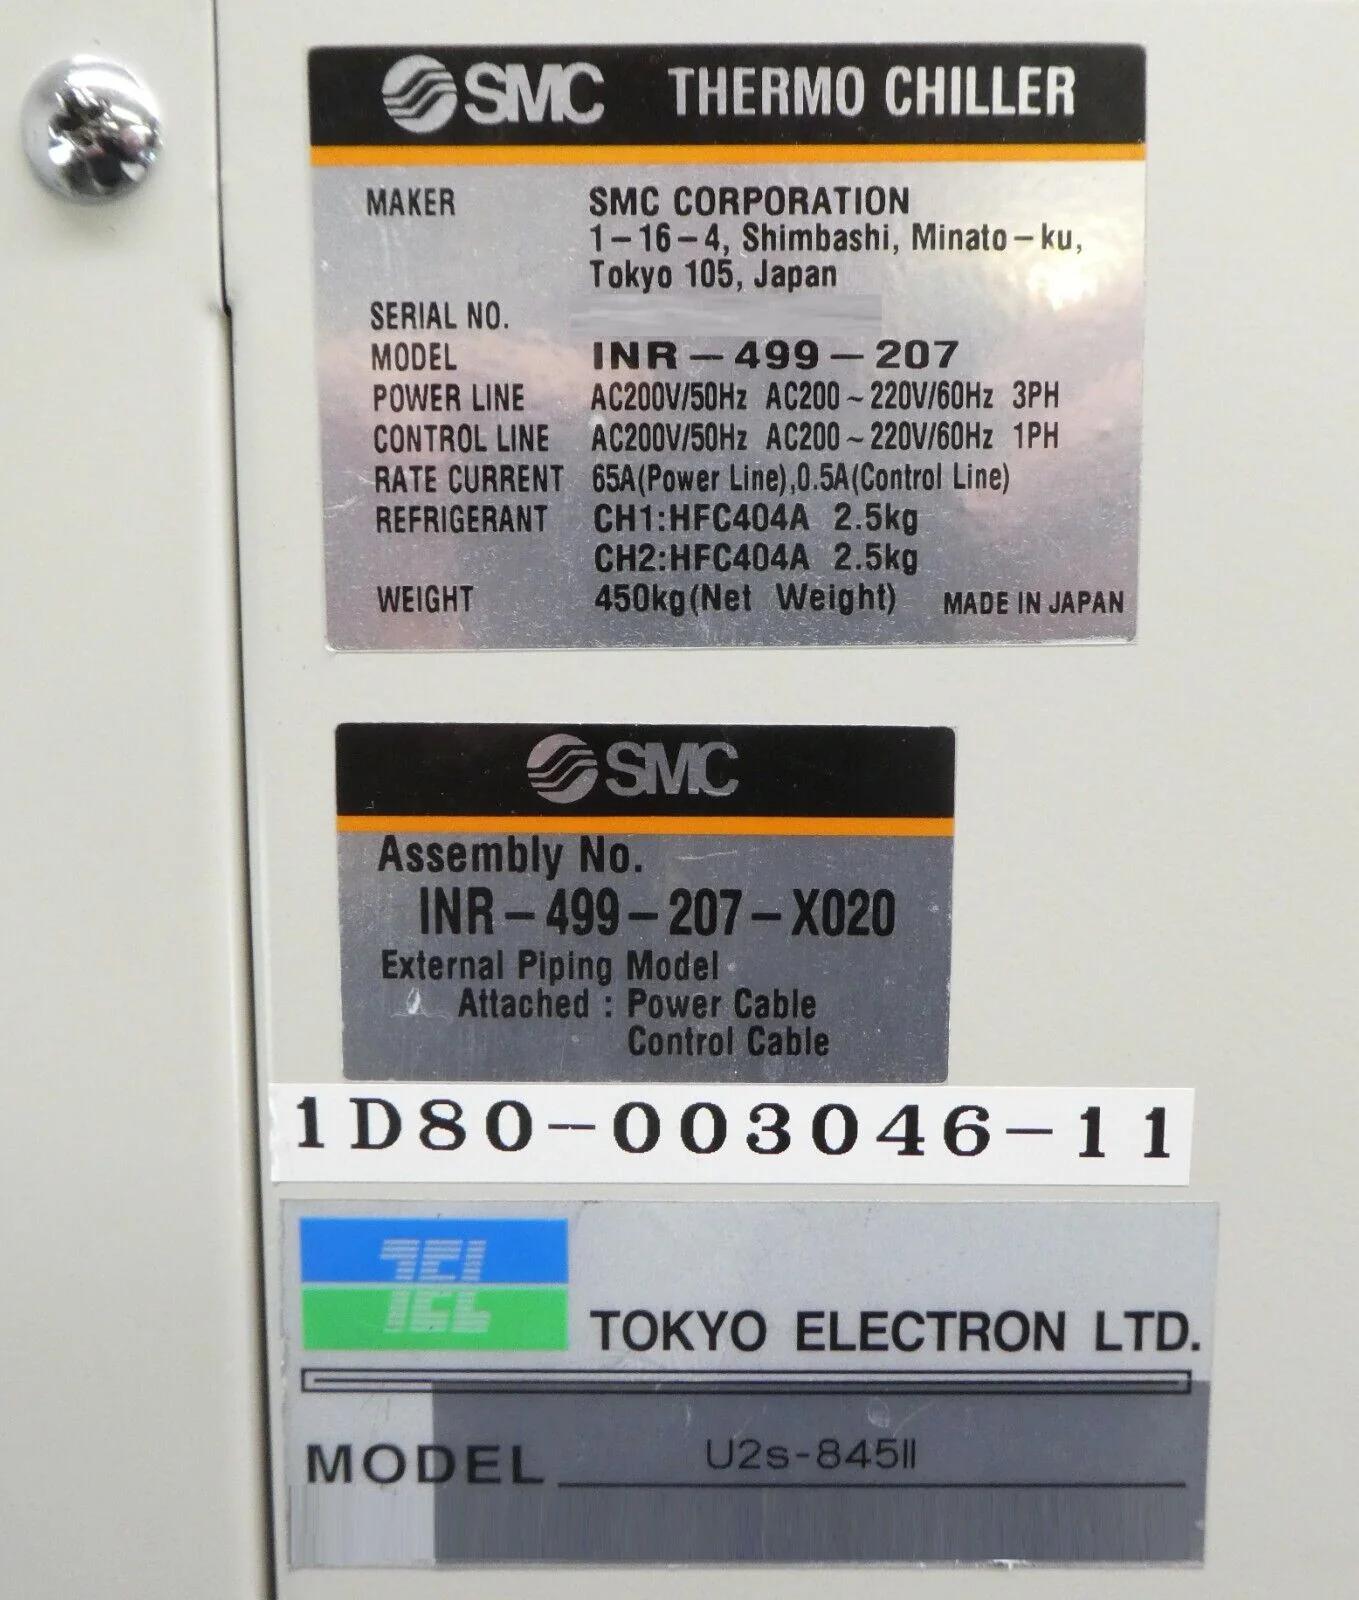 SMC THERMO CHILLER
MAKER SMC CORPORATION
1-16-4, Shimbashi, Minato-ku,
Tokyo 105, Japan
SERIAL NO.
MODEL INR-499-207
POWER LINE AC200V/50Hz AC200~220V/60Hz 3PH
CONTROL LINE AC200V/50Hz AC200~220V/60Hz 1PH
RATE CURRENT 65A(Power Line),0.5A(Control Line)
REFRIGERANT CH1:HFC404A 2.5kg
CH2:HFC404A 2.5kg
WEIGHT 450kg(Net Weight) MADE IN JAPAN
SMC
Assembly No.
INR-499-207-X020
External Piping Model
Attached : Power Cable
Control Cable
1D80-003046-11
TEL
TOKYO ELECTRON LTD.
MODEL U2s-845II